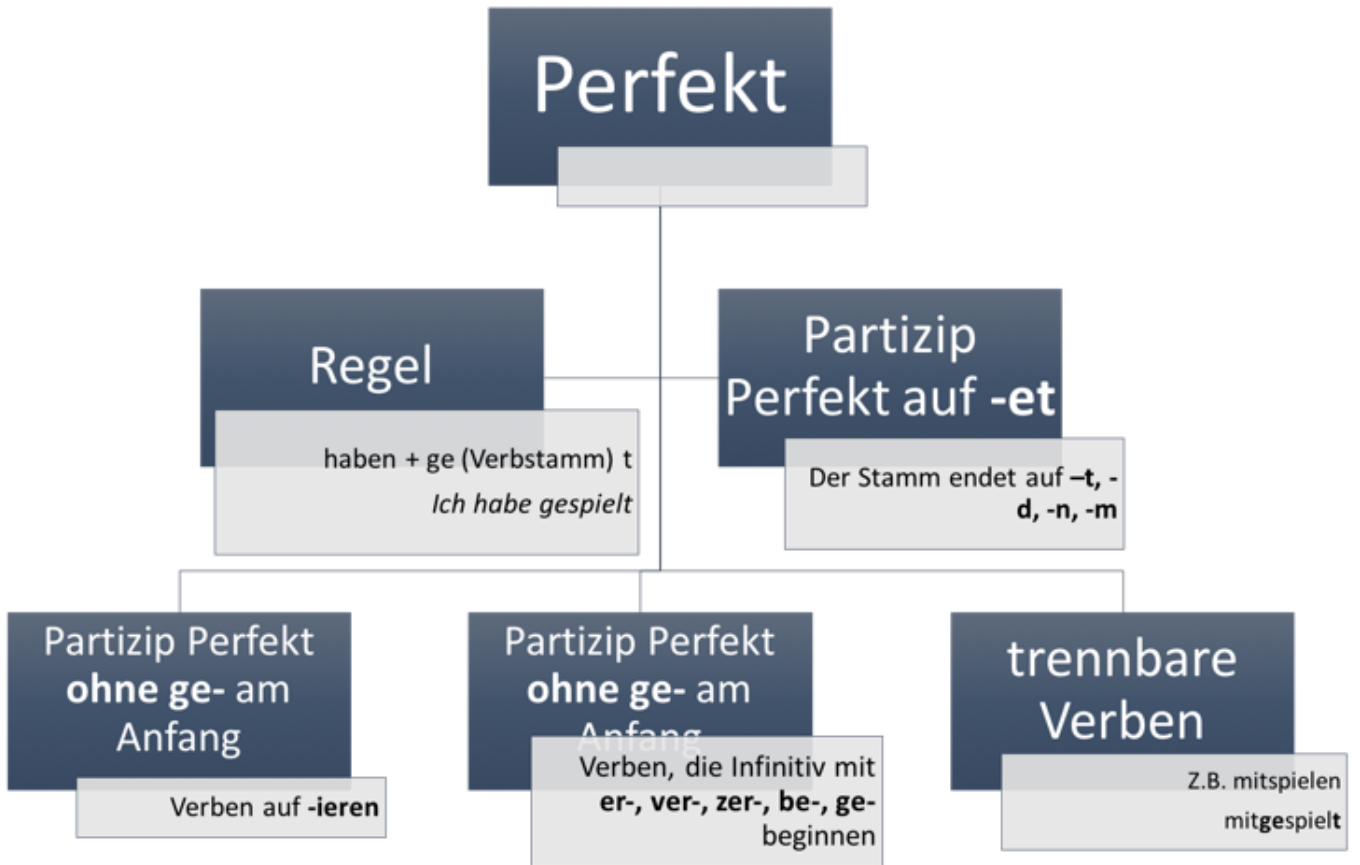 Perfekt
Regel
haben + ge (Verbstamm) t
Ich habe gespielt
Partizip
Perfekt auf -et
Der Stamm endet auf –t, -
d, -n, -m
Partizip Perfekt
ohne ge- am
Anfang
Verben auf -ieren
Partizip Perfekt
ohne ge- am
Anfang
Verben, die Infinitiv mit
er-, ver-, zer-, be-, ge-
beginnen
trennbare
Verben
Z.B. mitspielen
mitgespielt